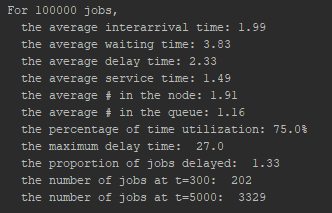 For 100000 jobs,
the average interarrival time: 1.99
the average waiting time: 3.83
the average delay time: 2.33
the average service time: 1.49
the average # in the node: 1.91
the average # in the queue: 1.16
the percentage of time utilization: 75.0%
the maximum delay time:  27.0
the proportion of jobs delayed:  1.33
the number of jobs at t=300:  202
the number of jobs at t=5000:  3329